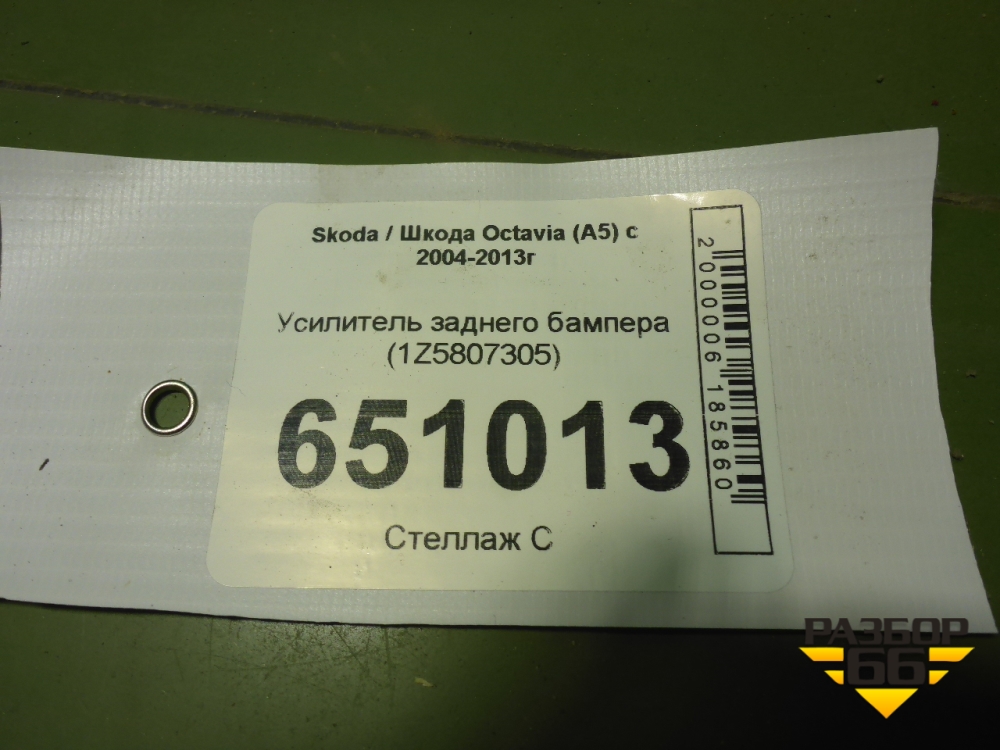 Skoda / Шкода Octavia (A5) с
2004-2013г
Усилитель заднего бампера
(1Z5807305)
651013
Стеллаж С
2000006185860
РАЗБОР
66